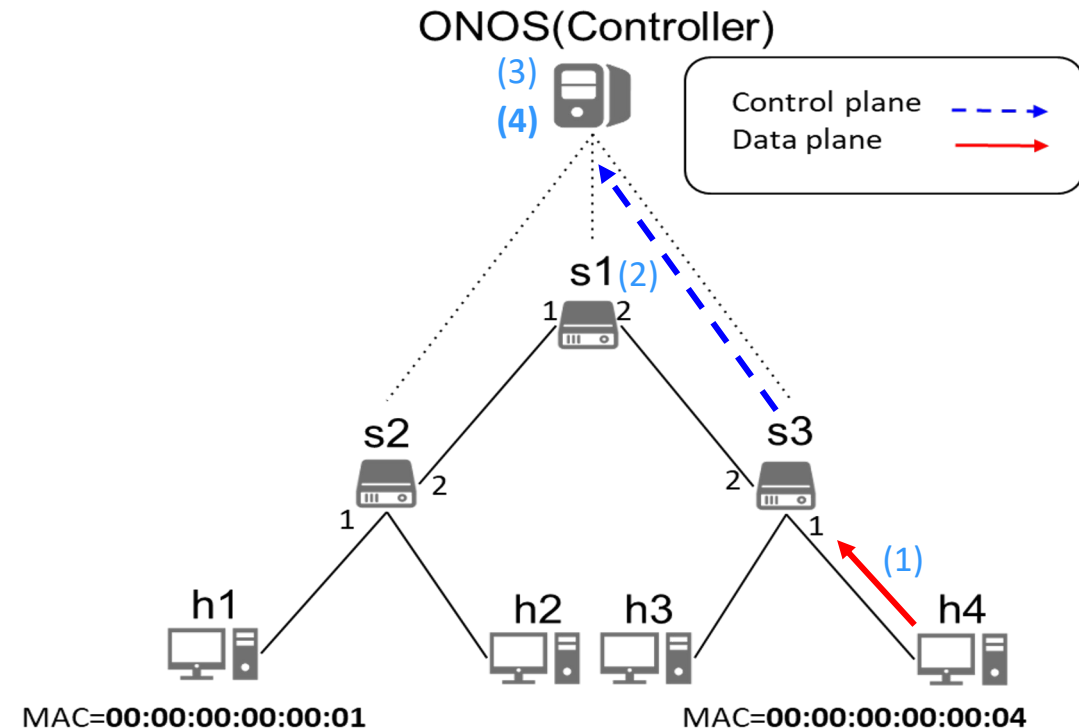 ONOS(Controller)
(3)
(4)
Control plane
Data plane
s1
(2)
1
2
s2
s3
2
2
1
1
(1)
h1
h2
h3
h4
MAC=00:00:00:00:00:01
MAC=00:00:00:00:00:04